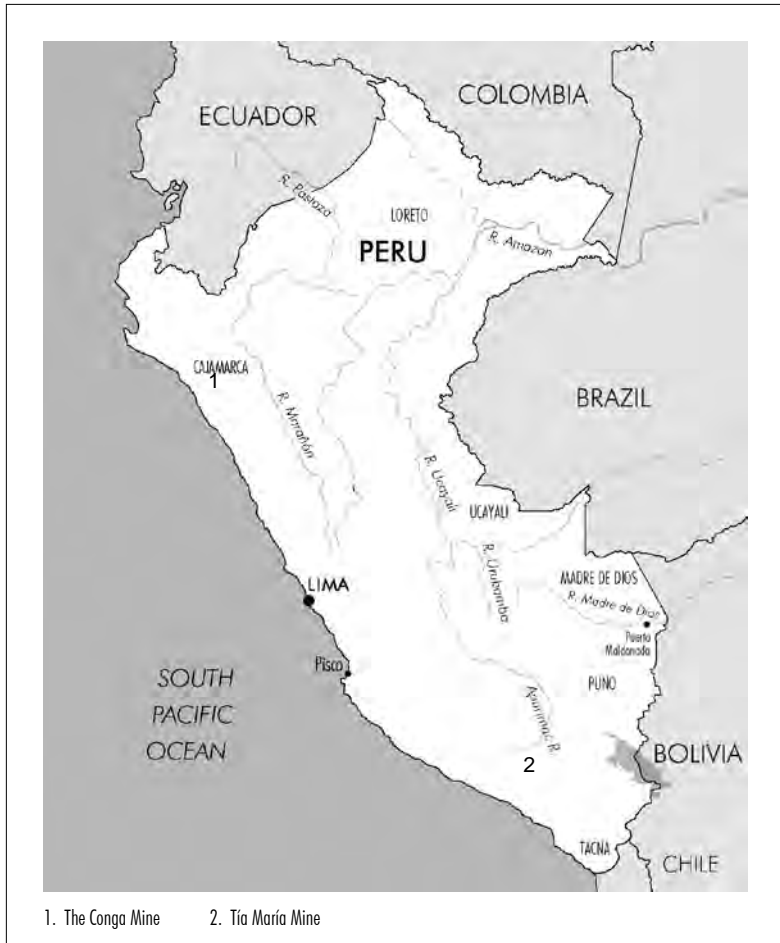 COLOMBIA
ECUADOR
R. Pastaza
LORETO
R. Amazon
PERU
CAJAMARCA
1
BRAZIL
R. Marañón
R. Ucayali
UCAYALI
R. Urubamba
MADRE DE DIOS
LIMA
R. Madre de Dios
Puerto
Maldonado
Pisco
SOUTH
PACIFIC
OCEAN
PUNO
Apurimac R.
2
BOLIVIA
TACNA
CHILE
1. The Conga Mine 2. Tía María Mine